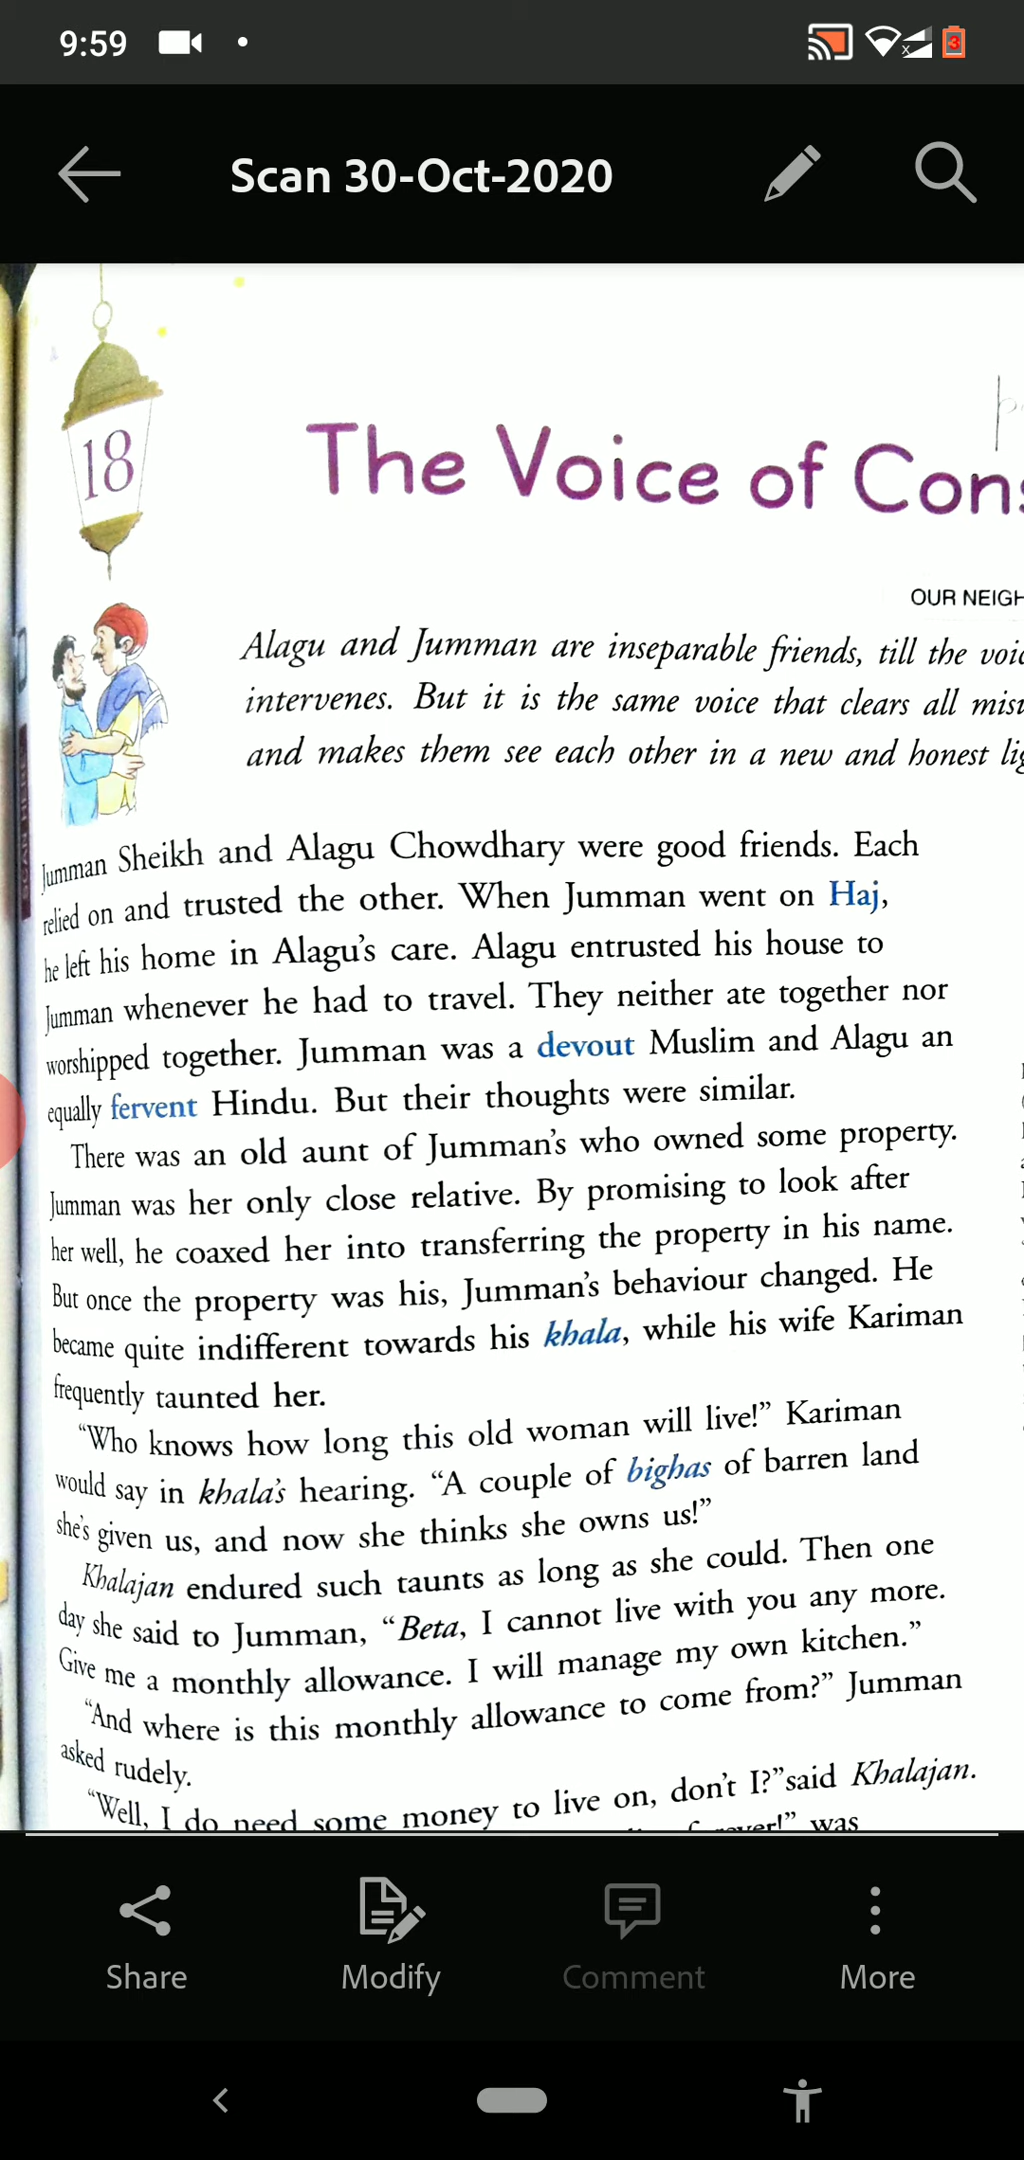 9:59
3
Scan 30-Oct-2020
18
The Voice of Cons
OUR NEIGH
Alagu and Jumman are inseparable friends, till the voic
intervenes. But it is the same voice that clears all misu
and makes them see each other in a new and honest lig
Jumman Sheikh and Alagu Chowdhary were good friends. Each
relied on and trusted the other. When Jumman went on Haj,
he left his home in Alagu's care. Alagu entrusted his house to
Jumman whenever he had to travel. They neither ate together nor
worshipped together. Jumman was a devout Muslim and Alagu an
equally fervent Hindu. But their thoughts were similar.
There was an old aunt of Jumman's who owned some property.
Jumman was her only close relative. By promising to look after
her well, he coaxed her into transferring the property in his name.
But once the property was his, Jumman's behaviour changed. He
became quite indifferent towards his khala, while his wife Kariman
frequently taunted her.
"Who knows how long this old woman will live!" Kariman
would say in khala's hearing. "A couple of bighas of barren land
she's given us, and now she thinks she owns us!"
Khalajan endured such taunts as long as she could. Then one
day she said to Jumman, "Beta, I cannot live with you any more.
Give me a monthly allowance. I will manage my own kitchen."
"And where is this monthly allowance to come from?" Jumman
asked rudely.
"Well, I do need some money to live on, don't I?"said Khalajan.
was
Share Modify Comment More